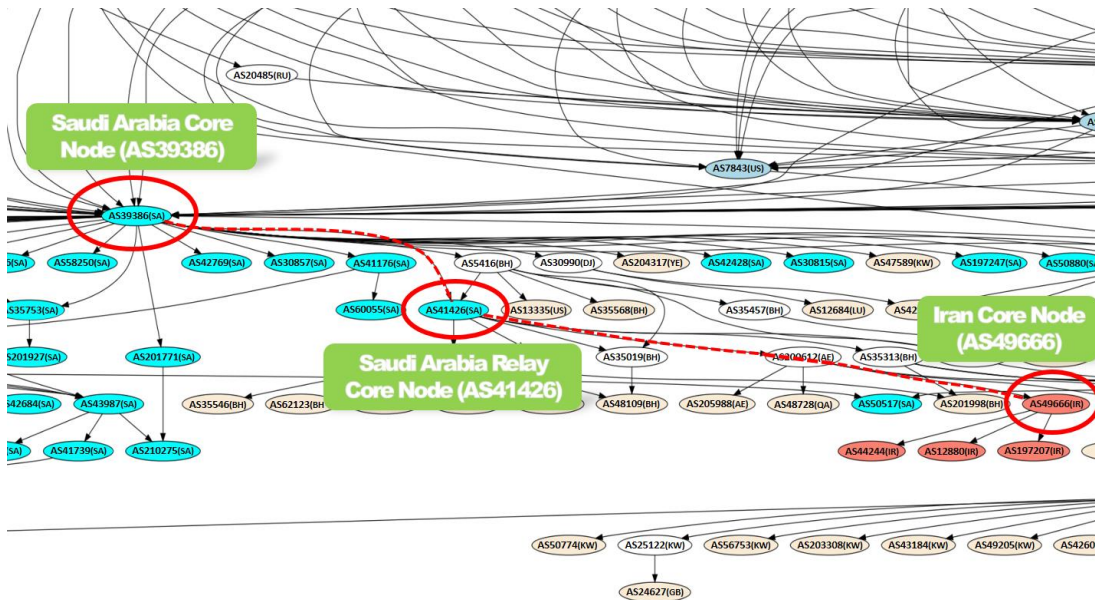 AS20485(RU)
Saudi Arabia Core
Node (AS39386)
AS7843(US)
AS39386(SA)
AS58250(SA)
AS42769(SA)
AS30857(SA)
AS41176(SA)
AS5416(BH)
AS30990(DJ)
AS204317(YE)
AS42428(SA)
AS30815(SA)
AS47589(KW)
AS197247(SA)
AS50880(SA)
AS35753(SA)
AS60055(SA)
AS41426(SA)
AS13335(US)
AS35568(BH)
AS35457(BH)
AS12684(LU)
Iran Core Node
(AS49666)
AS201927(SA)
AS201771(SA)
Saudi Arabia Relay
Core Node (AS41426)
AS35019(BH)
AS200612(AE)
AS35313(BH)
AS42684(SA)
AS43987(SA)
AS35546(BH)
AS62123(BH)
AS48109(BH)
AS205988(AE)
AS48728(QA)
AS50517(SA)
AS201998(BH)
AS49666(IR)
AS41739(SA)
AS210275(SA)
AS44244(IR)
AS12880(IR)
AS197207(IR)
AS50774(KW)
AS25122(KW)
AS56753(KW)
AS203308(KW)
AS43184(KW)
AS49205(KW)
AS24627(GB)